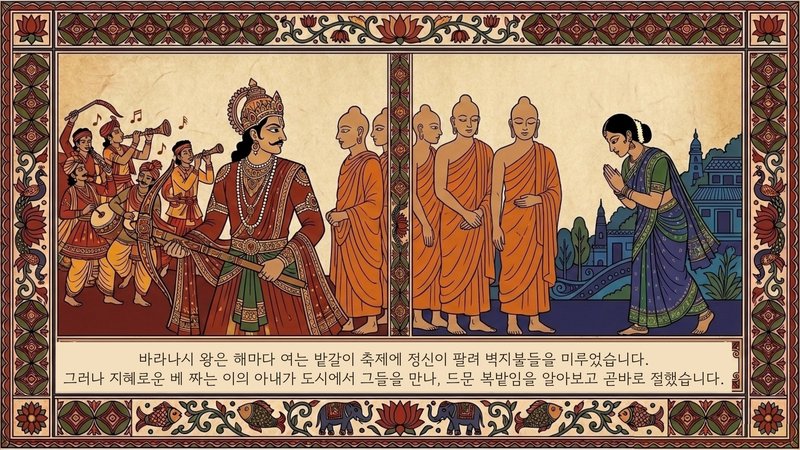 바라나시 왕은 해마다 여는 밭갈이 축제에 정신이 팔려 벽지불들을 미루었습니다.
그러나 지혜로운 베 짜는 이의 아내가 도시에서 그들을 만나, 드문 복밭임을 알아보고 곧바로 절했습니다.